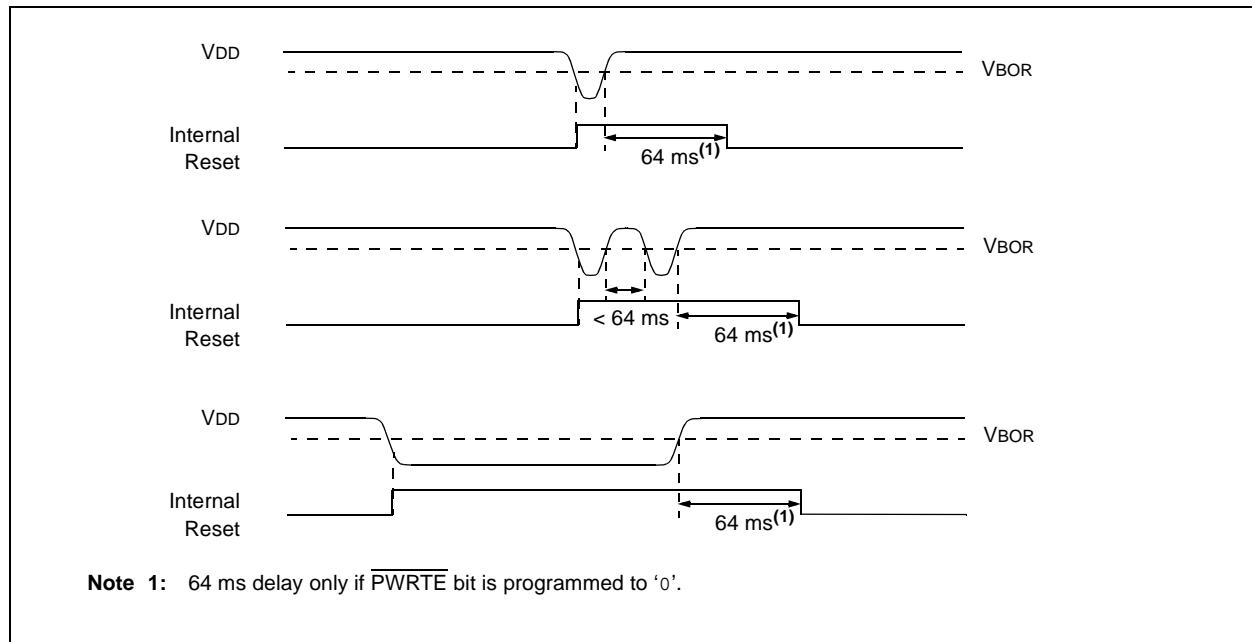 VDD
VBOR
Internal
Reset
64 ms(1)
VDD
VBOR
Internal
Reset
< 64 ms
64 ms(1)
VDD
VBOR
Internal
Reset
64 ms(1)
Note 1: 64 ms delay only if PWRTE bit is programmed to ‘0’.